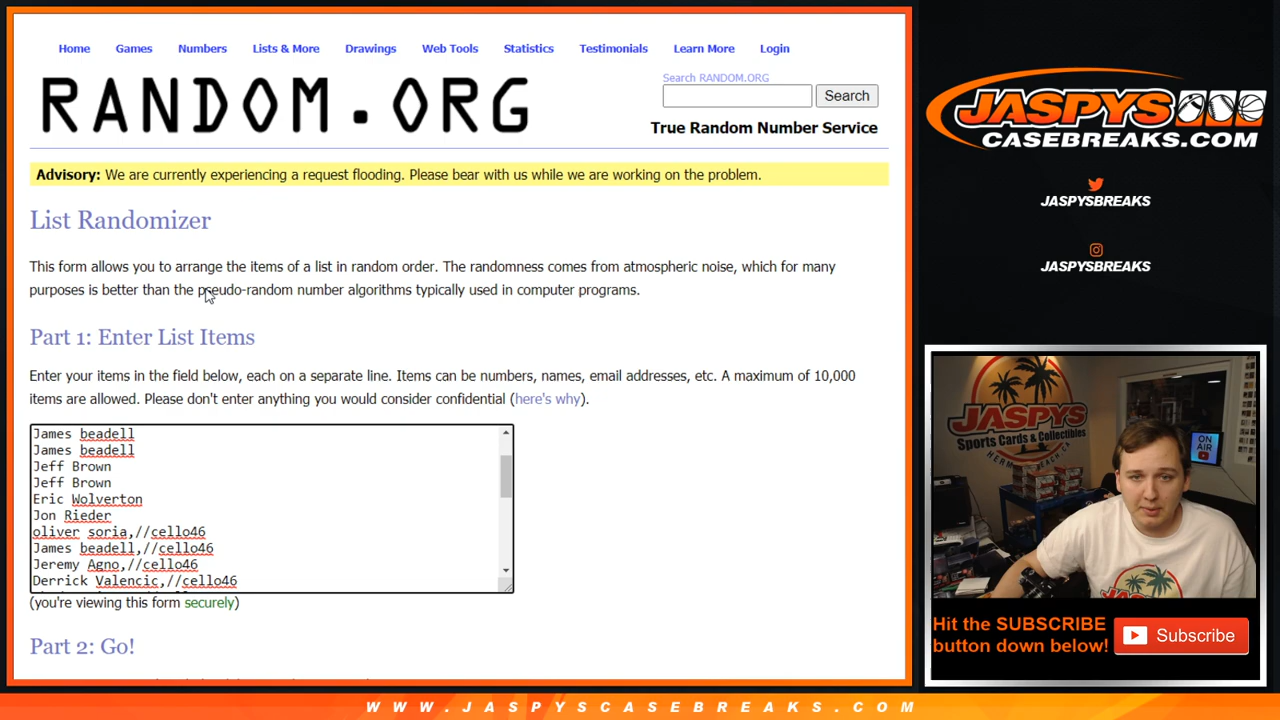 Home Games Numbers Lists & More Drawings Web Tools Statistics Testimonials Learn More Login
RANDOM.ORG
Search RANDOM.ORG
Search
True Random Number Service
Advisory: We are currently experiencing a request flooding. Please bear with us while we are working on the problem.
List Randomizer
This form allows you to arrange the items of a list in random order. The randomness comes from atmospheric noise, which for many
purposes is better than the pseudo-random number algorithms typically used in computer programs.
Part 1: Enter List Items
Enter your items in the field below, each on a separate line. Items can be numbers, names, email addresses, etc. A maximum of 10,000
items are allowed. Please don't enter anything you would consider confidential (here's why).
James beadell
James beadell
Jeff Brown
Jeff Brown
Eric Wolverton
Jon Rieder
oliver soria,//cello46
James beadell,//cello46
Jeremy Agno,//cello46
Derrick Valencic,//cello46
(you're viewing this form securely)
Part 2: Go!
JASPYS
CASEBREAKS.COM
JASPYSBREAKS
JASPYSBREAKS
JASPYS
Sports Cards & Collectibles
ON AIR
Hit the SUBSCRIBE
button down below!
Subscribe
WWW.JASPYSCASEBREAKS.COM